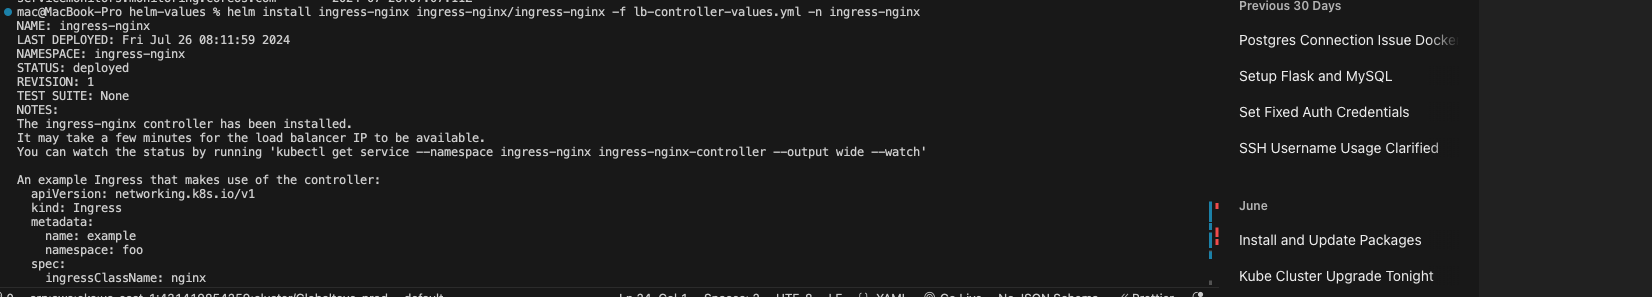 mac@MacBook-Pro helm-values % helm install ingress-nginx ingress-nginx/ingress-nginx -f lb-controller-values.yml -n ingress-nginx
NAME: ingress-nginx
LAST DEPLOYED: Fri Jul 26 08:11:59 2024
NAMESPACE: ingress-nginx
STATUS: deployed
REVISION: 1
TEST SUITE: None
NOTES:
The ingress-nginx controller has been installed.
It may take a few minutes for the load balancer IP to be available.
You can watch the status by running 'kubectl get service --namespace ingress-nginx ingress-nginx-controller --output wide --watch'
An example Ingress that makes use of the controller:
apiVersion: networking.k8s.io/v1
kind: Ingress
metadata:
name: example
namespace: foo
spec:
ingressClassName: nginx
Previous 30 Days
Postgres Connection Issue Docke
Setup Flask and MySQL
Set Fixed Auth Credentials
SSH Username Usage Clarified
June
Install and Update Packages
Kube Cluster Upgrade Tonight